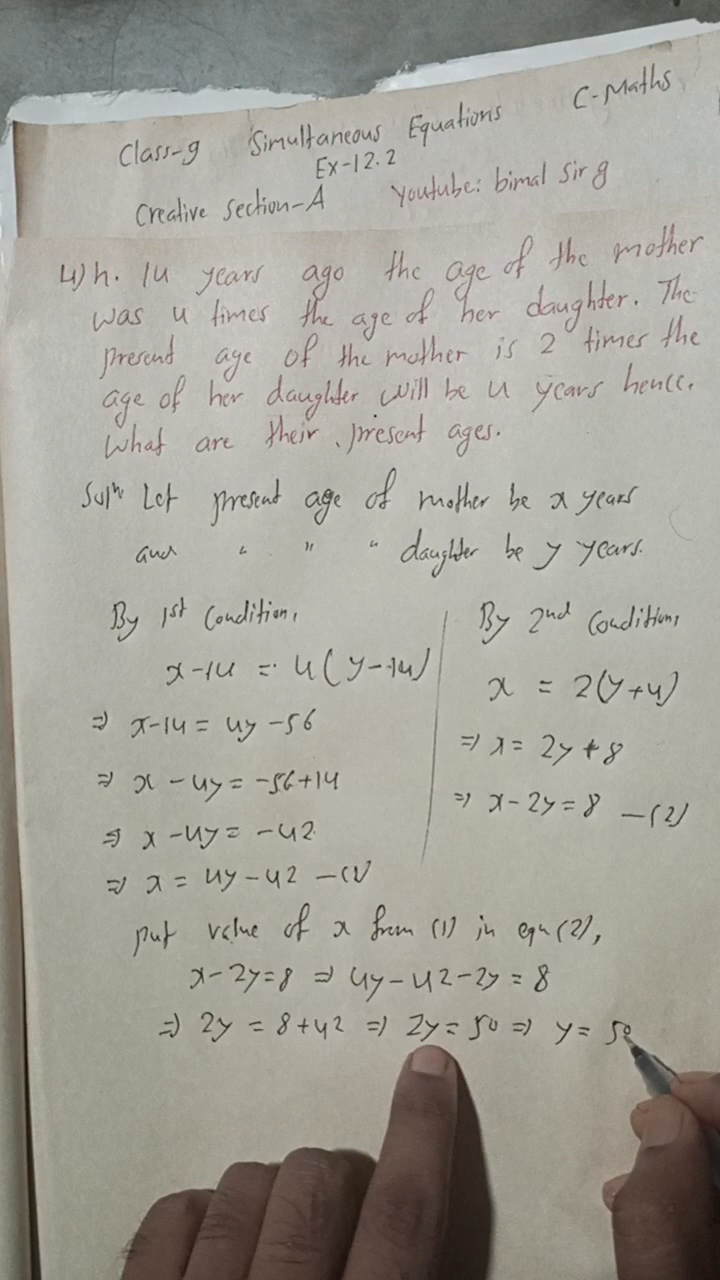 Class-9 Simultaneous Equations C-Maths
Ex-12.2
Creative Section-A Youtube: bimal Sir g
4) h. 14 years ago the age of the mother
was 4 times the age of her daughter. The
present age of the mother is 2 times the
age of her daughter will be 4 years hence.
What are their present ages.
Solⁿ Let present age of mother be x years
and " " " daughter be y years.
By 1st Condition,
x-14 = 4(y-14)
⇒ x-14 = 4y -56
⇒ x - 4y = -56+14
⇒ x - 4y = -42
⇒ x = 4y - 42 —(1)
By 2nd Condition,
x = 2(y+4)
⇒ x = 2y + 8
⇒ x - 2y = 8 —(2)
put value of x from (1) in eqn (2),
x-2y=8 ⇒ 4y-42-2y = 8
⇒ 2y = 8+42 ⇒ 2y = 50 ⇒ y = 50